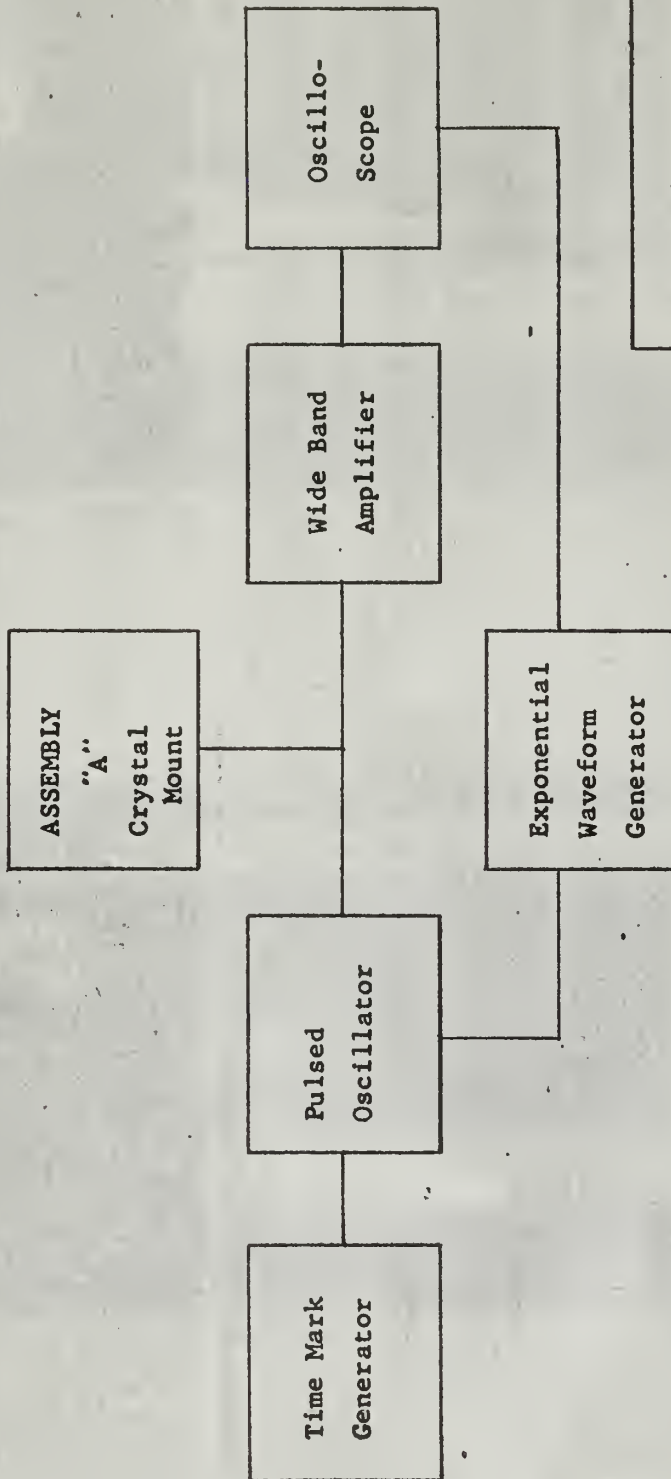 ASSEMBLY
"A"
Crystal
Mount
Time Mark
Generator
Pulsed
Oscillator
Wide Band
Amplifier
Oscillo-
Scope
Exponential
Waveform
Generator